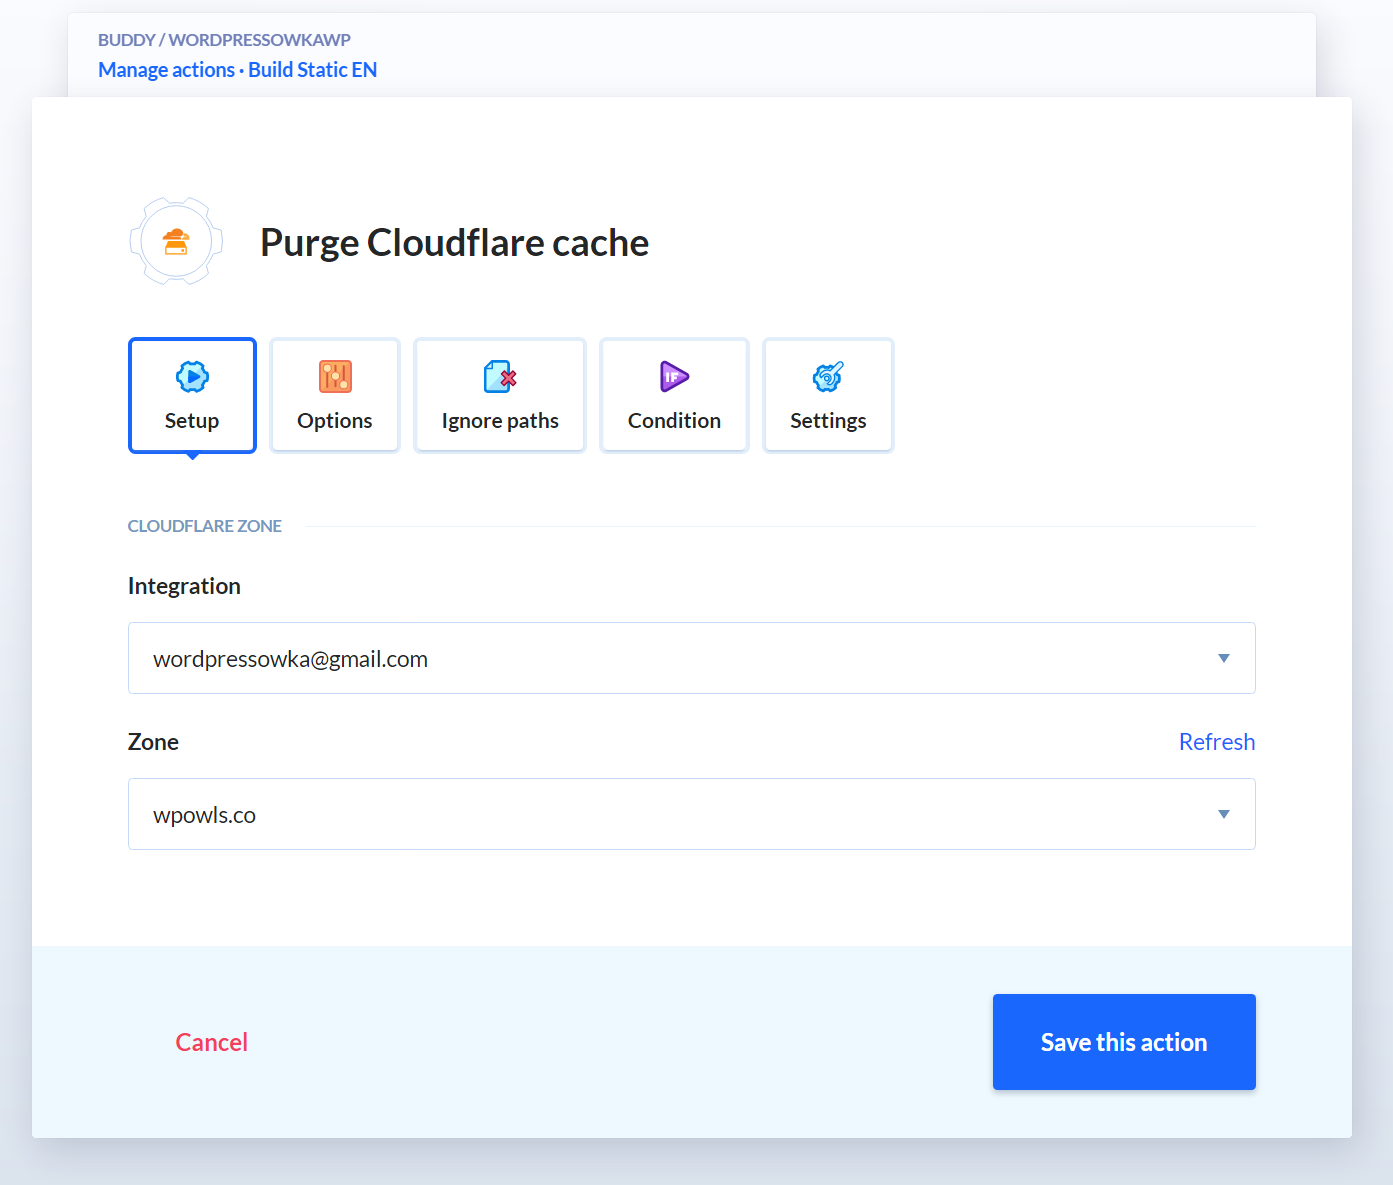 BUDDY / WORDPRESSOWKAWP
Manage actions · Build Static EN
Purge Cloudflare cache
Setup
Options
Ignore paths
IF
Condition
Settings
CLOUDFLARE ZONE
Integration
wordpressowka@gmail.com
Zone
Refresh
wpowls.co
Cancel
Save this action